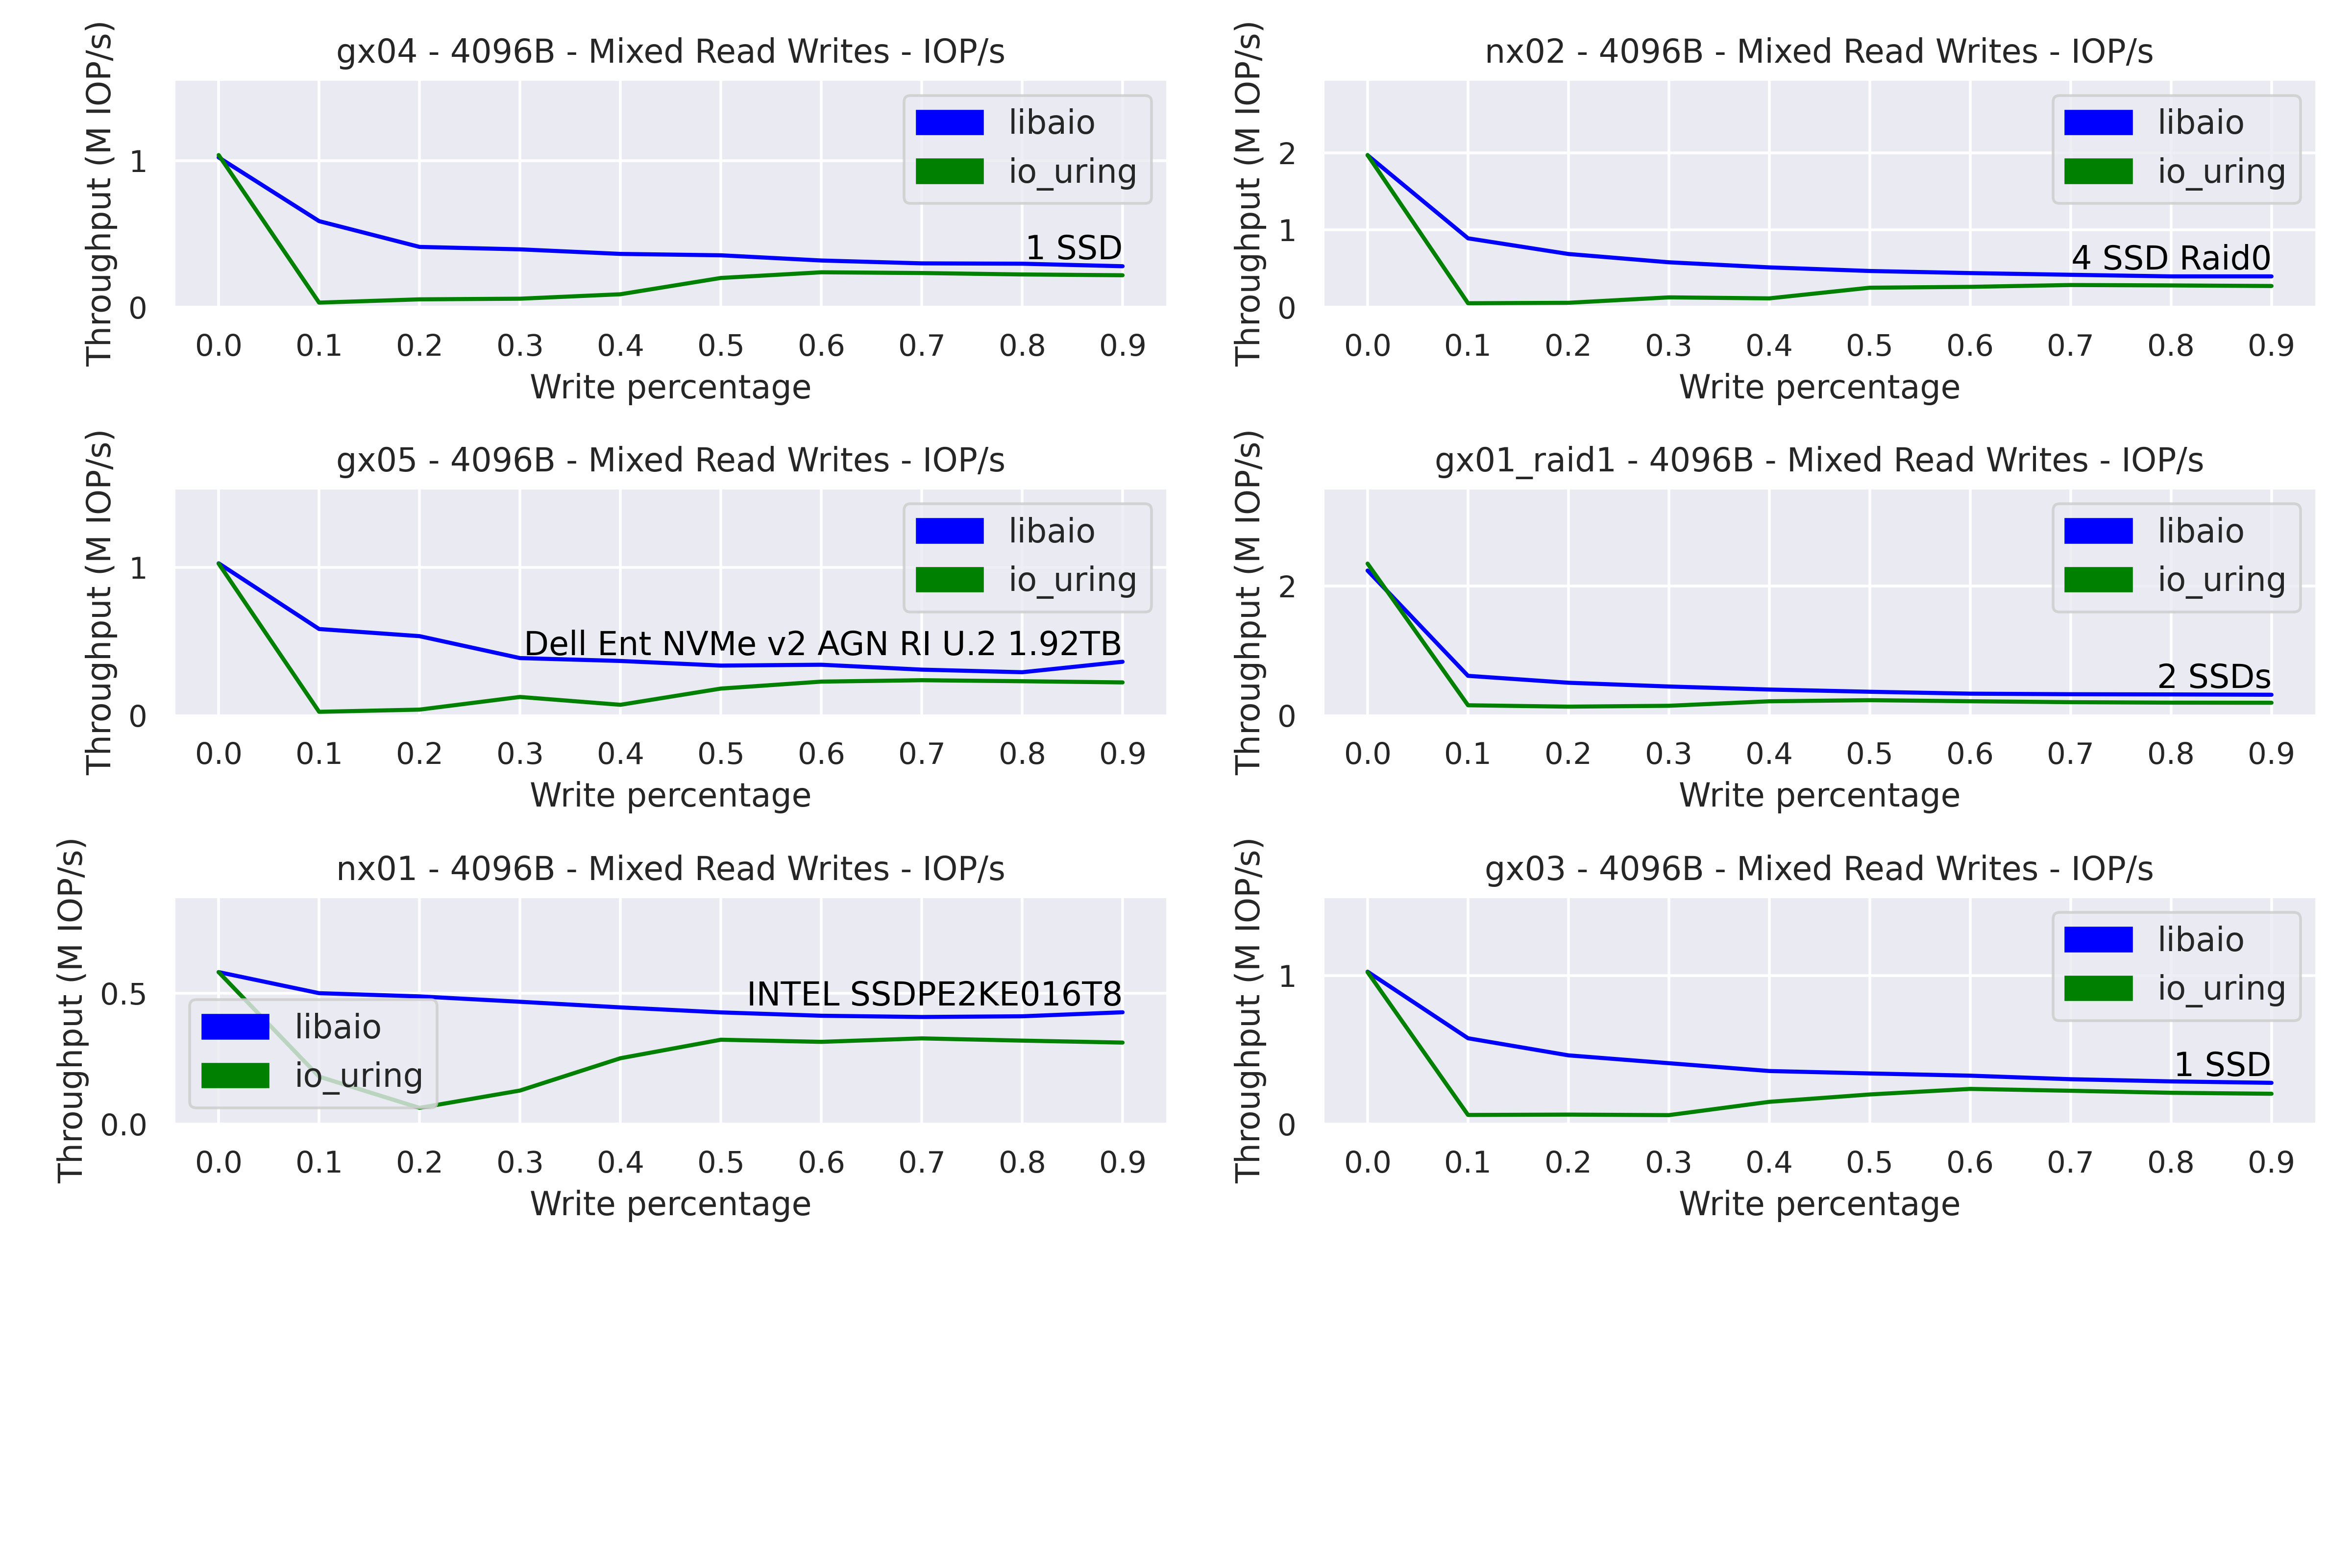 gx04 - 4096B - Mixed Read Writes - IOP/s
Throughput (M IOP/s)
1
0
libaio
io_uring
1 SSD
0.0 0.1 0.2 0.3 0.4 0.5 0.6 0.7 0.8 0.9
Write percentage
nx02 - 4096B - Mixed Read Writes - IOP/s
Throughput (M IOP/s)
2
1
0
libaio
io_uring
4 SSD Raid0
0.0 0.1 0.2 0.3 0.4 0.5 0.6 0.7 0.8 0.9
Write percentage
gx05 - 4096B - Mixed Read Writes - IOP/s
Throughput (M IOP/s)
1
0
libaio
io_uring
Dell Ent NVMe v2 AGN RI U.2 1.92TB
0.0 0.1 0.2 0.3 0.4 0.5 0.6 0.7 0.8 0.9
Write percentage
gx01_raid1 - 4096B - Mixed Read Writes - IOP/s
Throughput (M IOP/s)
2
0
libaio
io_uring
2 SSDs
0.0 0.1 0.2 0.3 0.4 0.5 0.6 0.7 0.8 0.9
Write percentage
nx01 - 4096B - Mixed Read Writes - IOP/s
Throughput (M IOP/s)
0.5
0.0
INTEL SSDPE2KE016T8
libaio
io_uring
0.0 0.1 0.2 0.3 0.4 0.5 0.6 0.7 0.8 0.9
Write percentage
gx03 - 4096B - Mixed Read Writes - IOP/s
Throughput (M IOP/s)
1
0
libaio
io_uring
1 SSD
0.0 0.1 0.2 0.3 0.4 0.5 0.6 0.7 0.8 0.9
Write percentage